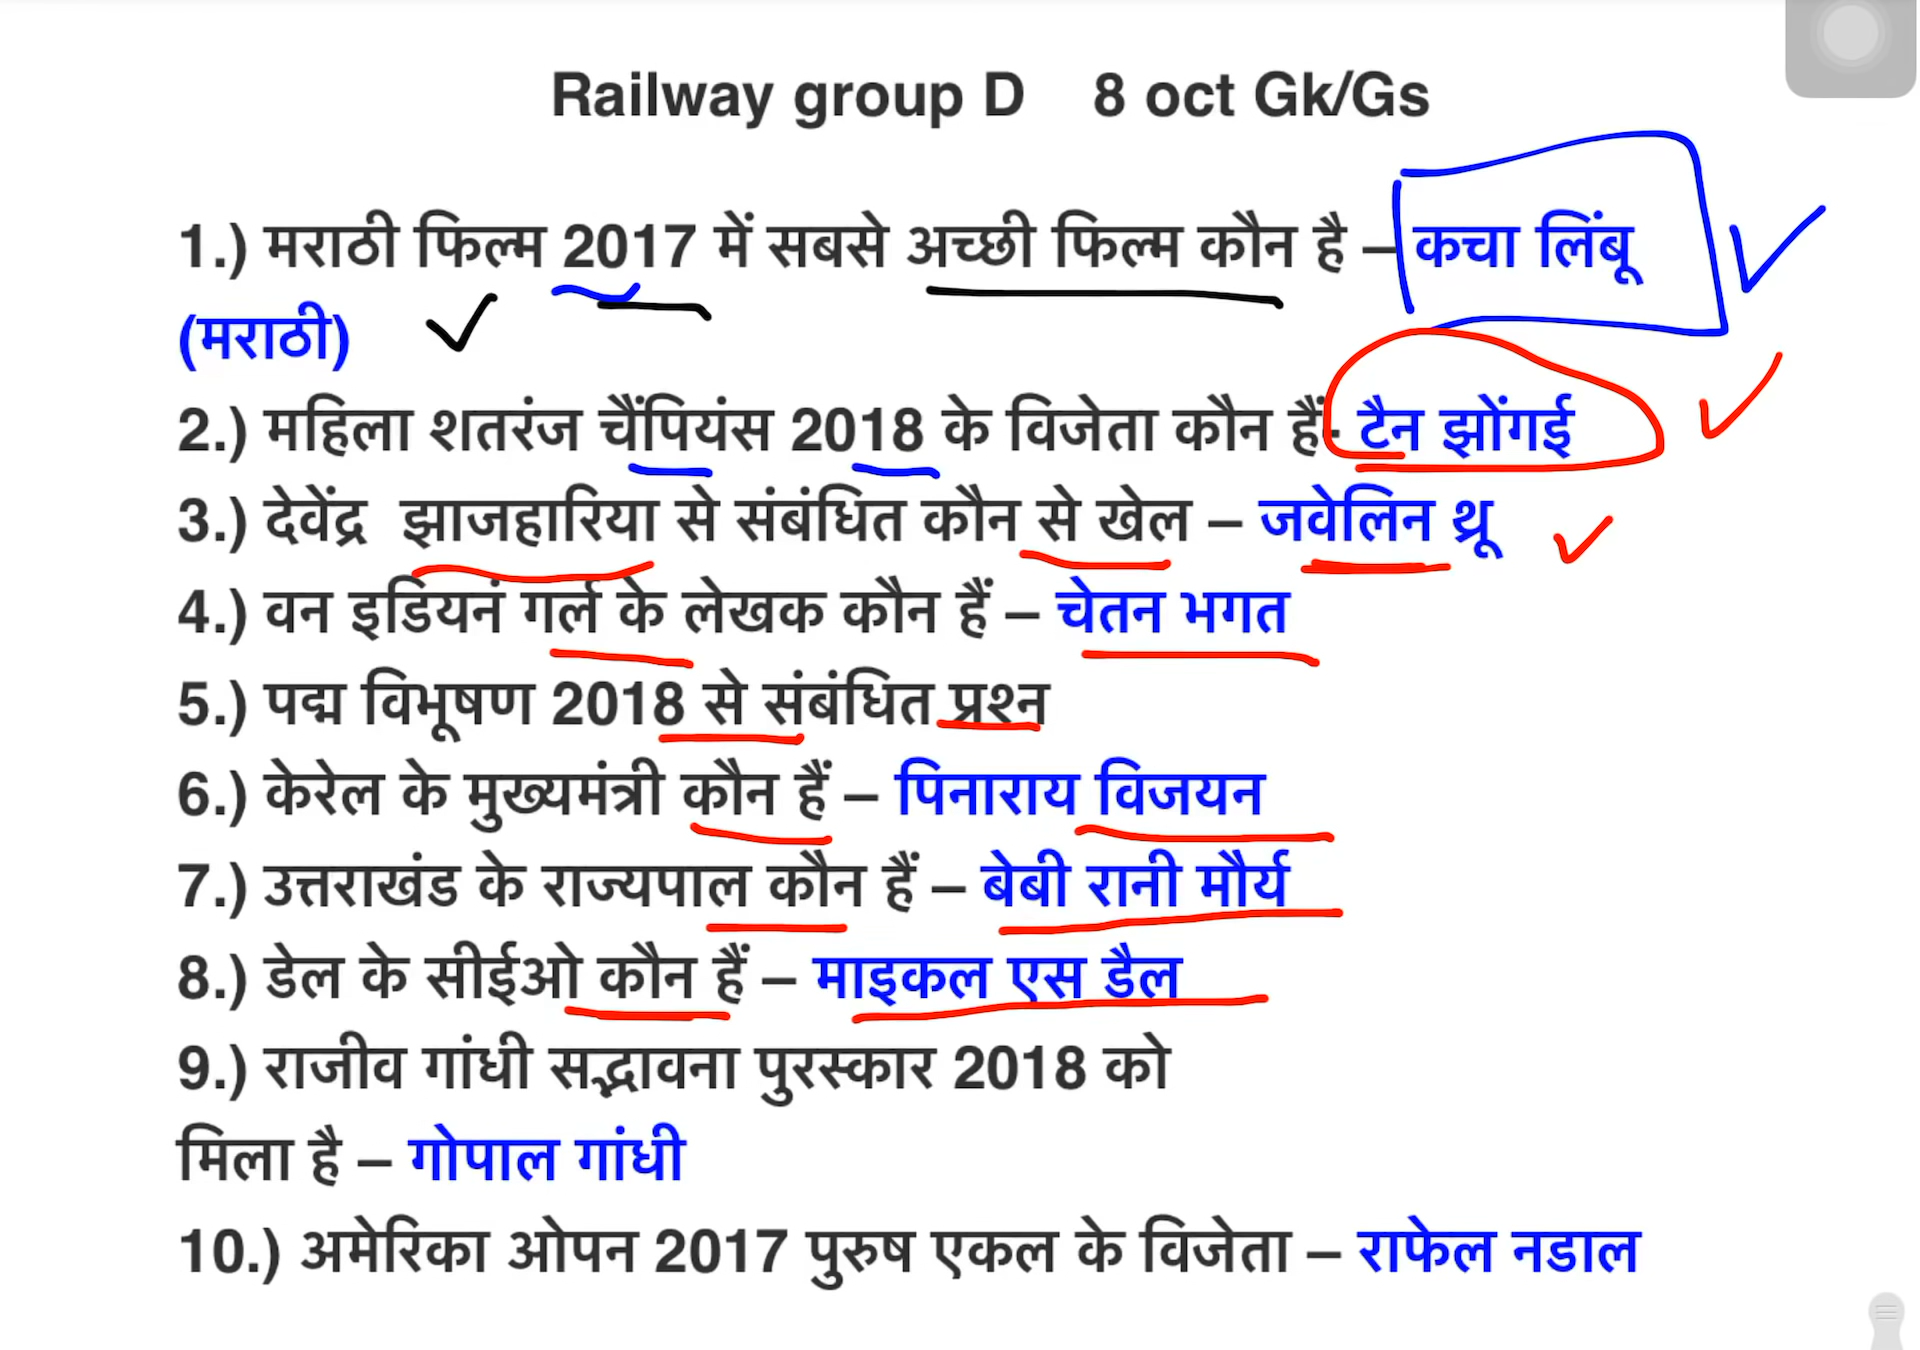 Railway group D 8 oct Gk/Gs
1.) मराठी फिल्म 2017 में सबसे अच्छी फिल्म कौन है – कचा लिंबू
(मराठी)
2.) महिला शतरंज चैंपियंस 2018 के विजेता कौन हैं- टैन झोंगई
3.) देवेंद्र झाजहारिया से संबंधित कौन से खेल – जवेलिन थ्रू
4.) वन इडियनं गर्ल के लेखक कौन हैं – चेतन भगत
5.) पद्म विभूषण 2018 से संबंधित प्रश्न
6.) केरेल के मुख्यमंत्री कौन हैं – पिनाराय विजयन
7.) उत्तराखंड के राज्यपाल कौन हैं – बेबी रानी मौर्य
8.) डेल के सीईओ कौन हैं – माइकल एस डैल
9.) राजीव गांधी सद्भावना पुरस्कार 2018 को
मिला है – गोपाल गांधी
10.) अमेरिका ओपन 2017 पुरुष एकल के विजेता – राफेल नडाल